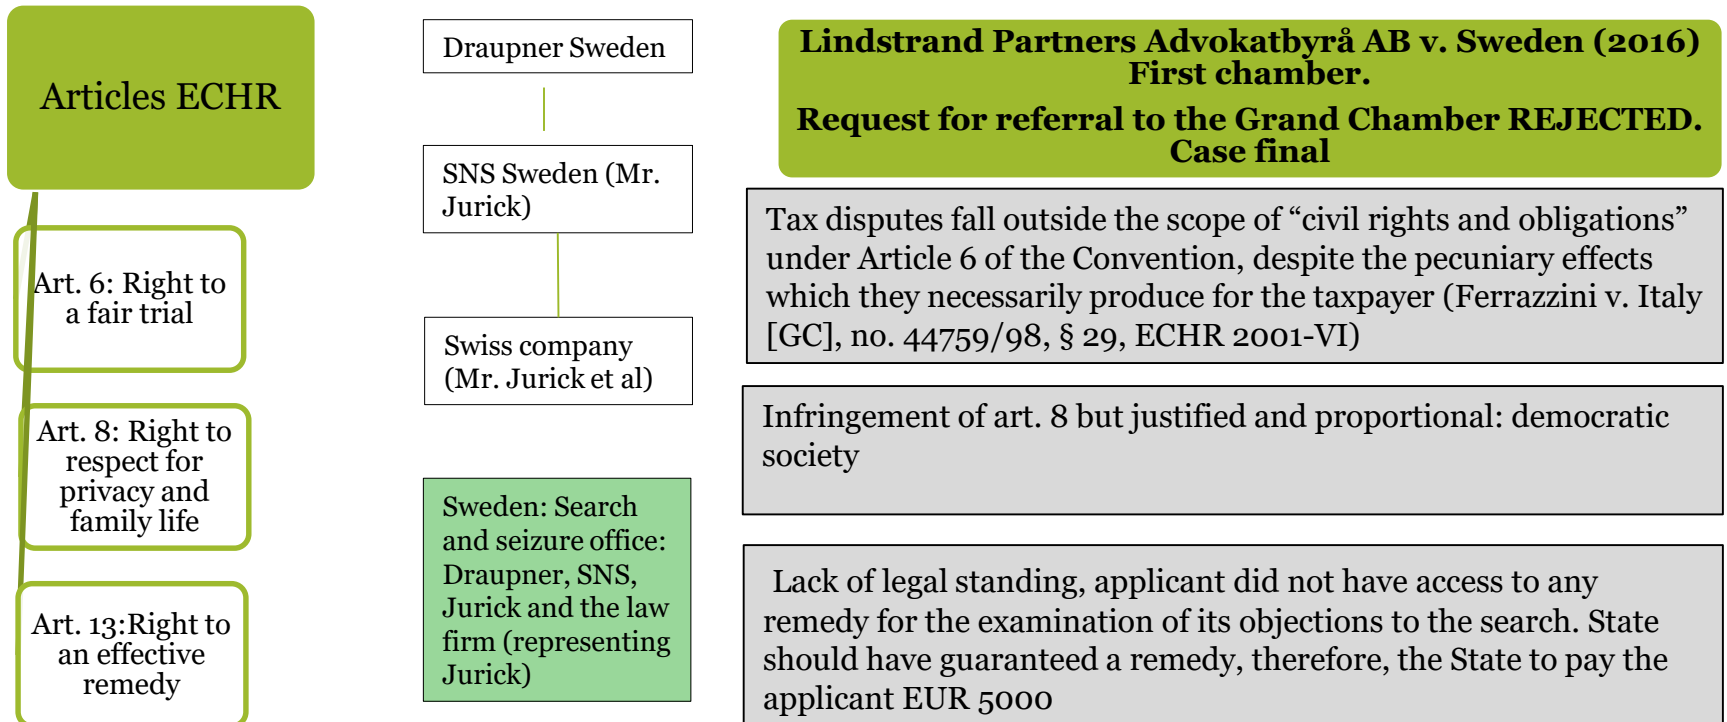 Articles ECHR
Art. 6: Right to
a fair trial
Art. 8: Right to
respect for
privacy and
family life
Art. 13:Right to
an effective
remedy
Draupner Sweden
SNS Sweden (Mr.
Jurick)
Swiss company
(Mr. Jurick et al)
Sweden: Search
and seizure office:
Draupner, SNS,
Jurick and the law
firm (representing
Jurick)
Lindstrand Partners Advokatbyrå AB v. Sweden (2016)
First chamber.
Request for referral to the Grand Chamber REJECTED.
Case final
Tax disputes fall outside the scope of “civil rights and obligations”
under Article 6 of the Convention, despite the pecuniary effects
which they necessarily produce for the taxpayer (Ferrazzini v. Italy
[GC], no. 44759/98, § 29, ECHR 2001-VI)
Infringement of art. 8 but justified and proportional: democratic
society
Lack of legal standing, applicant did not have access to any
remedy for the examination of its objections to the search. State
should have guaranteed a remedy, therefore, the State to pay the
applicant EUR 5000